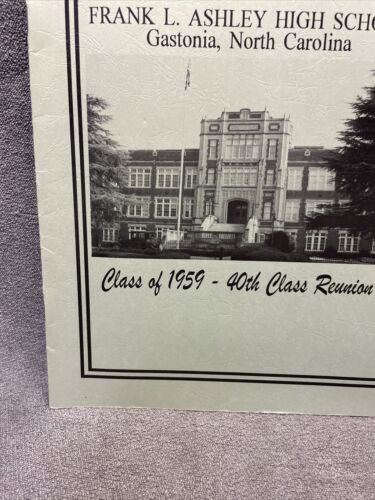 FRANK L. ASHLEY HIGH SCHO
Gastonia, North Carolina
Class of 1959 - 40th Class Reunion